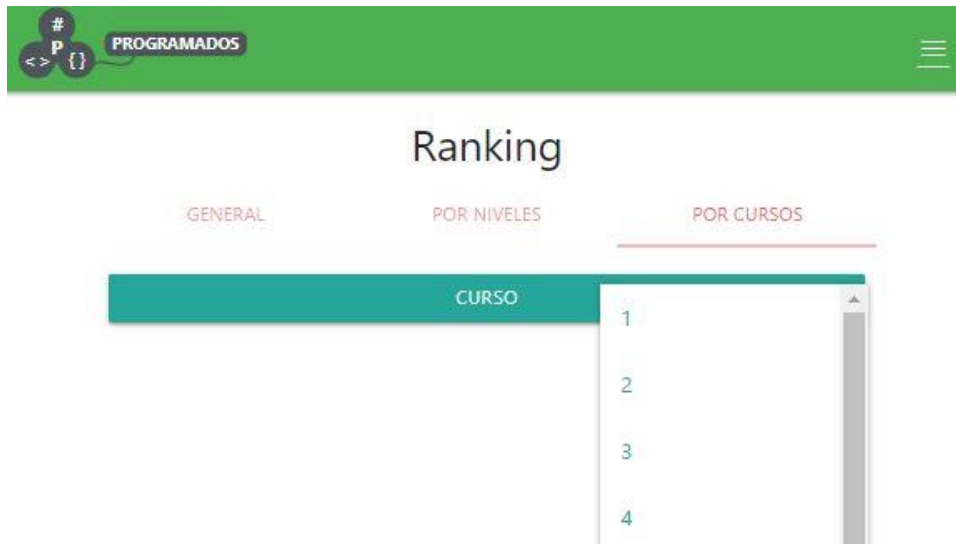 #
P
< > { }
PROGRAMADOS
Ranking
GENERAL POR NIVELES POR CURSOS
CURSO
1
2
3
4